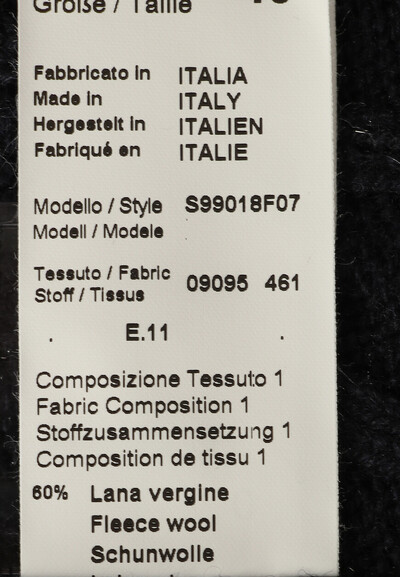 Größe / Taille
Fabbricato in ITALIA
Made in ITALY
Hergestelt in ITALIEN
Fabriqué en ITALIE
Modello / Style S99018F07
Modell / Modele
Tessuto / Fabric 09095 461
Stoff / Tissus
. E.11 .
Composizione Tessuto 1
Fabric Composition 1
Stoffzusammensetzung 1
Composition de tissu 1
60% Lana vergine
Fleece wool
Schunwolle